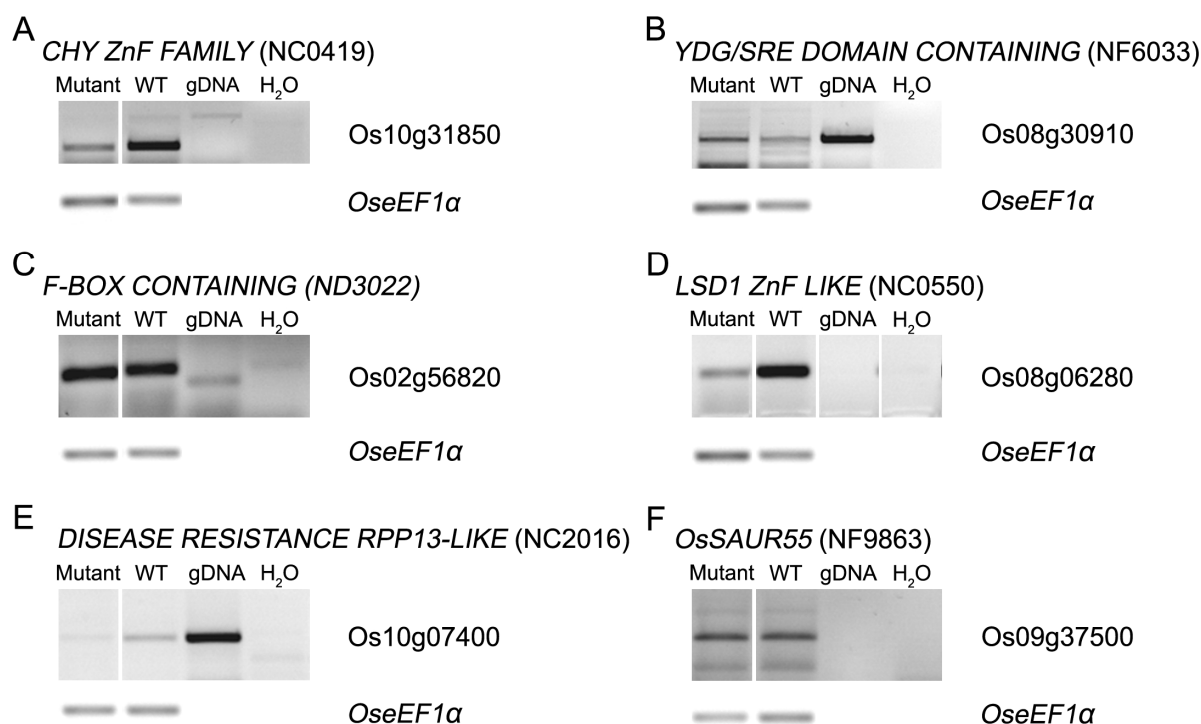 A
CHY ZnF FAMILY (NC0419)
Mutant WT gDNA H₂O
Os10g31850
OseEF1α
B
YDG/SRE DOMAIN CONTAINING (NF6033)
Mutant WT gDNA H₂O
Os08g30910
OseEF1α
C
F-BOX CONTAINING (ND3022)
Mutant WT gDNA H₂O
Os02g56820
OseEF1α
D
LSD1 ZnF LIKE (NC0550)
Mutant WT gDNA H₂O
Os08g06280
OseEF1α
E
DISEASE RESISTANCE RPP13-LIKE (NC2016)
Mutant WT gDNA H₂O
Os10g07400
OseEF1α
F
OsSAUR55 (NF9863)
Mutant WT gDNA H₂O
Os09g37500
OseEF1α